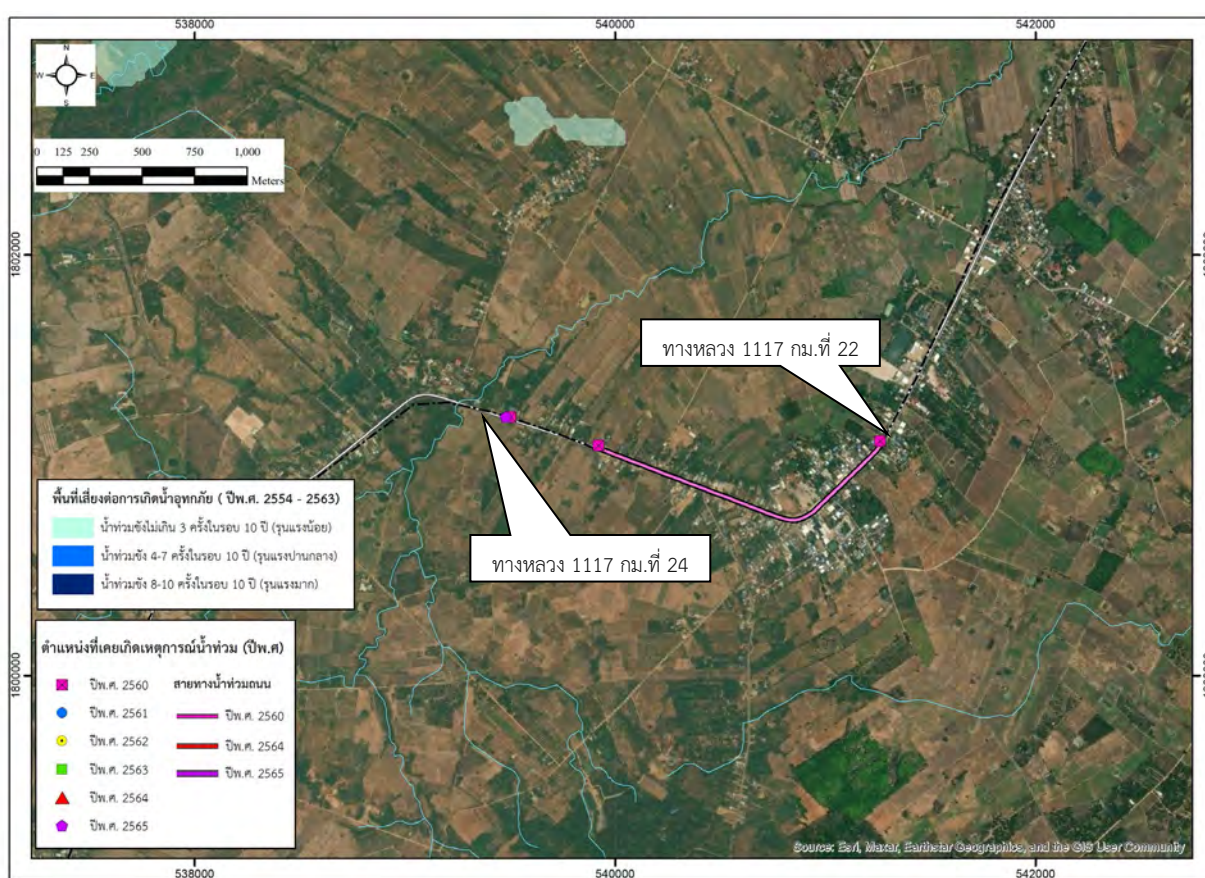 538000
540000
542000
N
W
E
S
0 125 250 500 750 1,000
Meters
1802000
ทางหลวง 1117 กม.ที่ 22
ทางหลวง 1117 กม.ที่ 24
พื้นที่เสี่ยงต่อการเกิดน้ำอุทกภัย ( ปีพ.ศ. 2554 - 2563)
น้ำท่วมขังไม่เกิน 3 ครั้งในรอบ 10 ปี (รุนแรงน้อย)
น้ำท่วมขัง 4-7 ครั้งในรอบ 10 ปี (รุนแรงปานกลาง)
น้ำท่วมขัง 8-10 ครั้งในรอบ 10 ปี (รุนแรงมาก)
ตำแหน่งที่เคยเกิดเหตุการณ์น้ำท่วม (ปีพ.ศ)
ปีพ.ศ. 2560
ปีพ.ศ. 2561
ปีพ.ศ. 2562
ปีพ.ศ. 2563
ปีพ.ศ. 2564
ปีพ.ศ. 2565
สายทางน้ำท่วมถนน
ปีพ.ศ. 2560
ปีพ.ศ. 2564
ปีพ.ศ. 2565
1800000
Source: Esri, Maxar, Earthstar Geographics, and the GIS User Community
538000
540000
542000